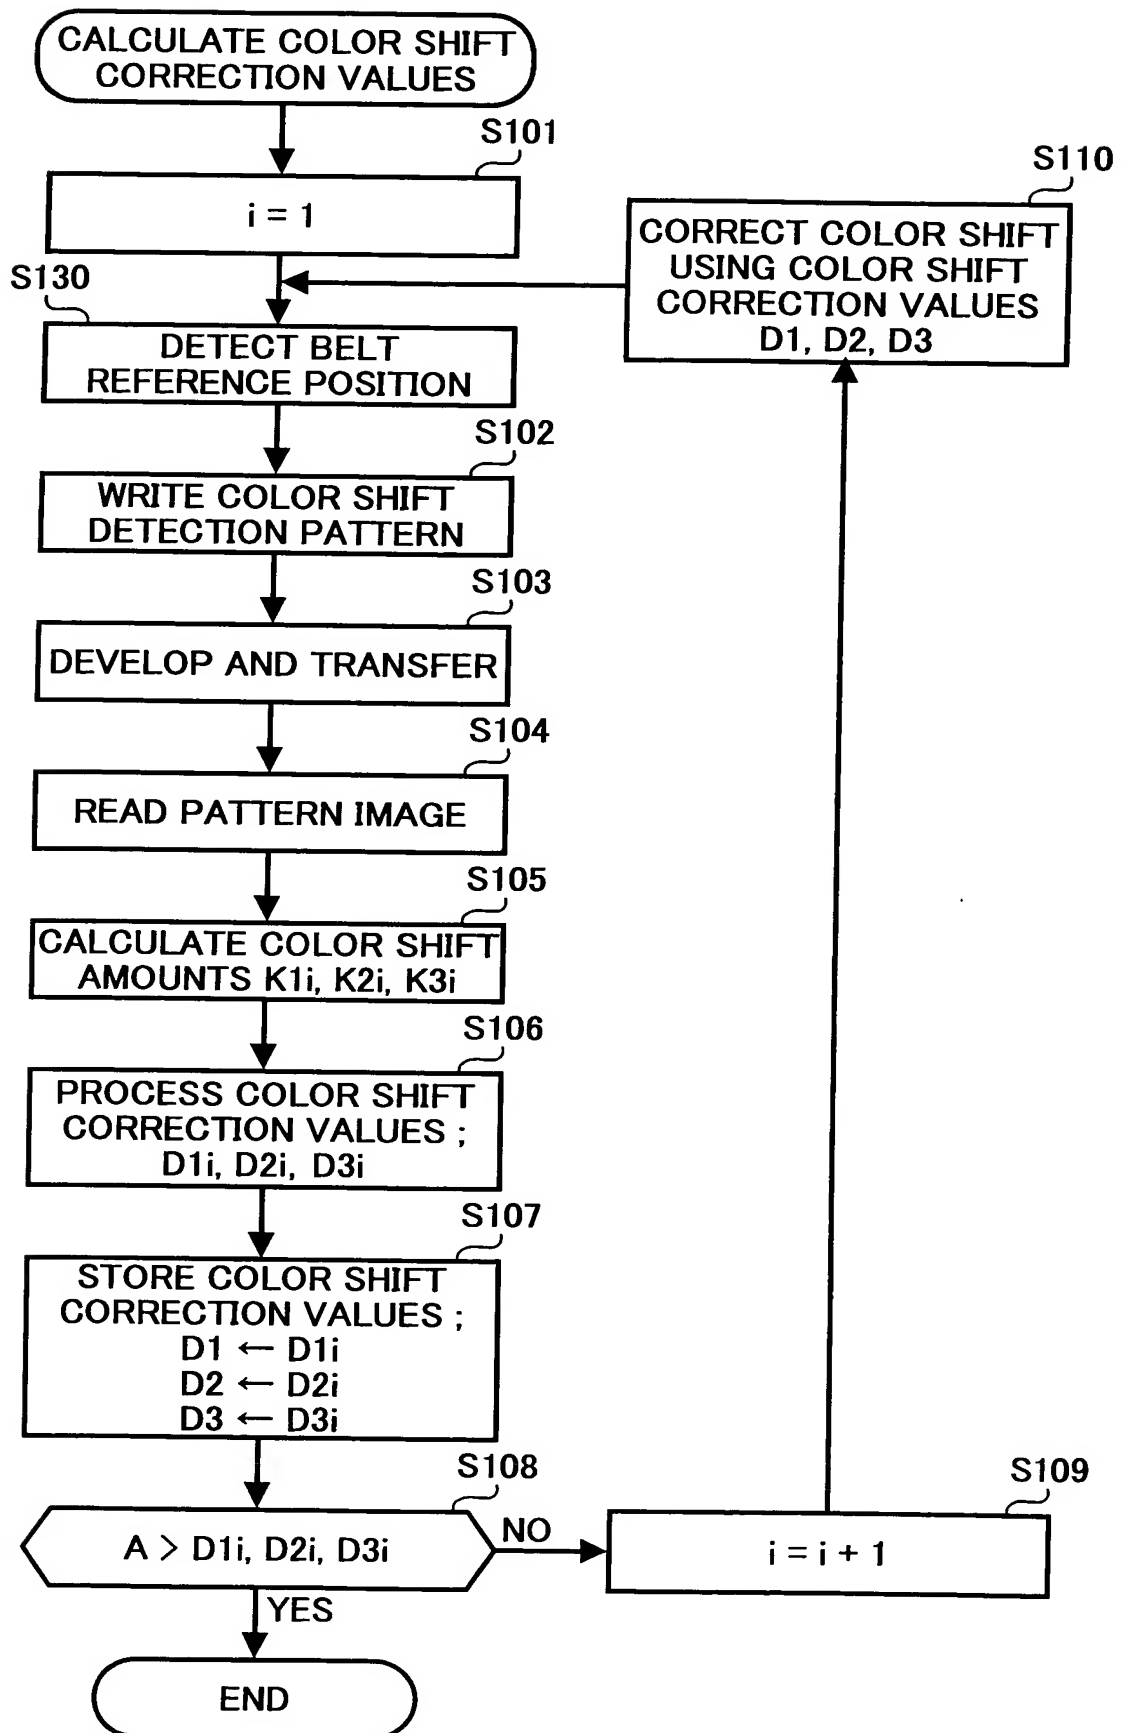 CALCULATE COLOR SHIFT
CORRECTION VALUES
S101
i = 1
S110
CORRECT COLOR SHIFT
USING COLOR SHIFT
CORRECTION VALUES
D1, D2, D3
S130
DETECT BELT
REFERENCE POSITION
S102
WRITE COLOR SHIFT
DETECTION PATTERN
S103
DEVELOP AND TRANSFER
S104
READ PATTERN IMAGE
S105
CALCULATE COLOR SHIFT
AMOUNTS K1i, K2i, K3i
S106
PROCESS COLOR SHIFT
CORRECTION VALUES ;
D1i, D2i, D3i
S107
STORE COLOR SHIFT
CORRECTION VALUES ;
D1 ← D1i
D2 ← D2i
D3 ← D3i
S108
A > D1i, D2i, D3i
NO
S109
i = i + 1
YES
END